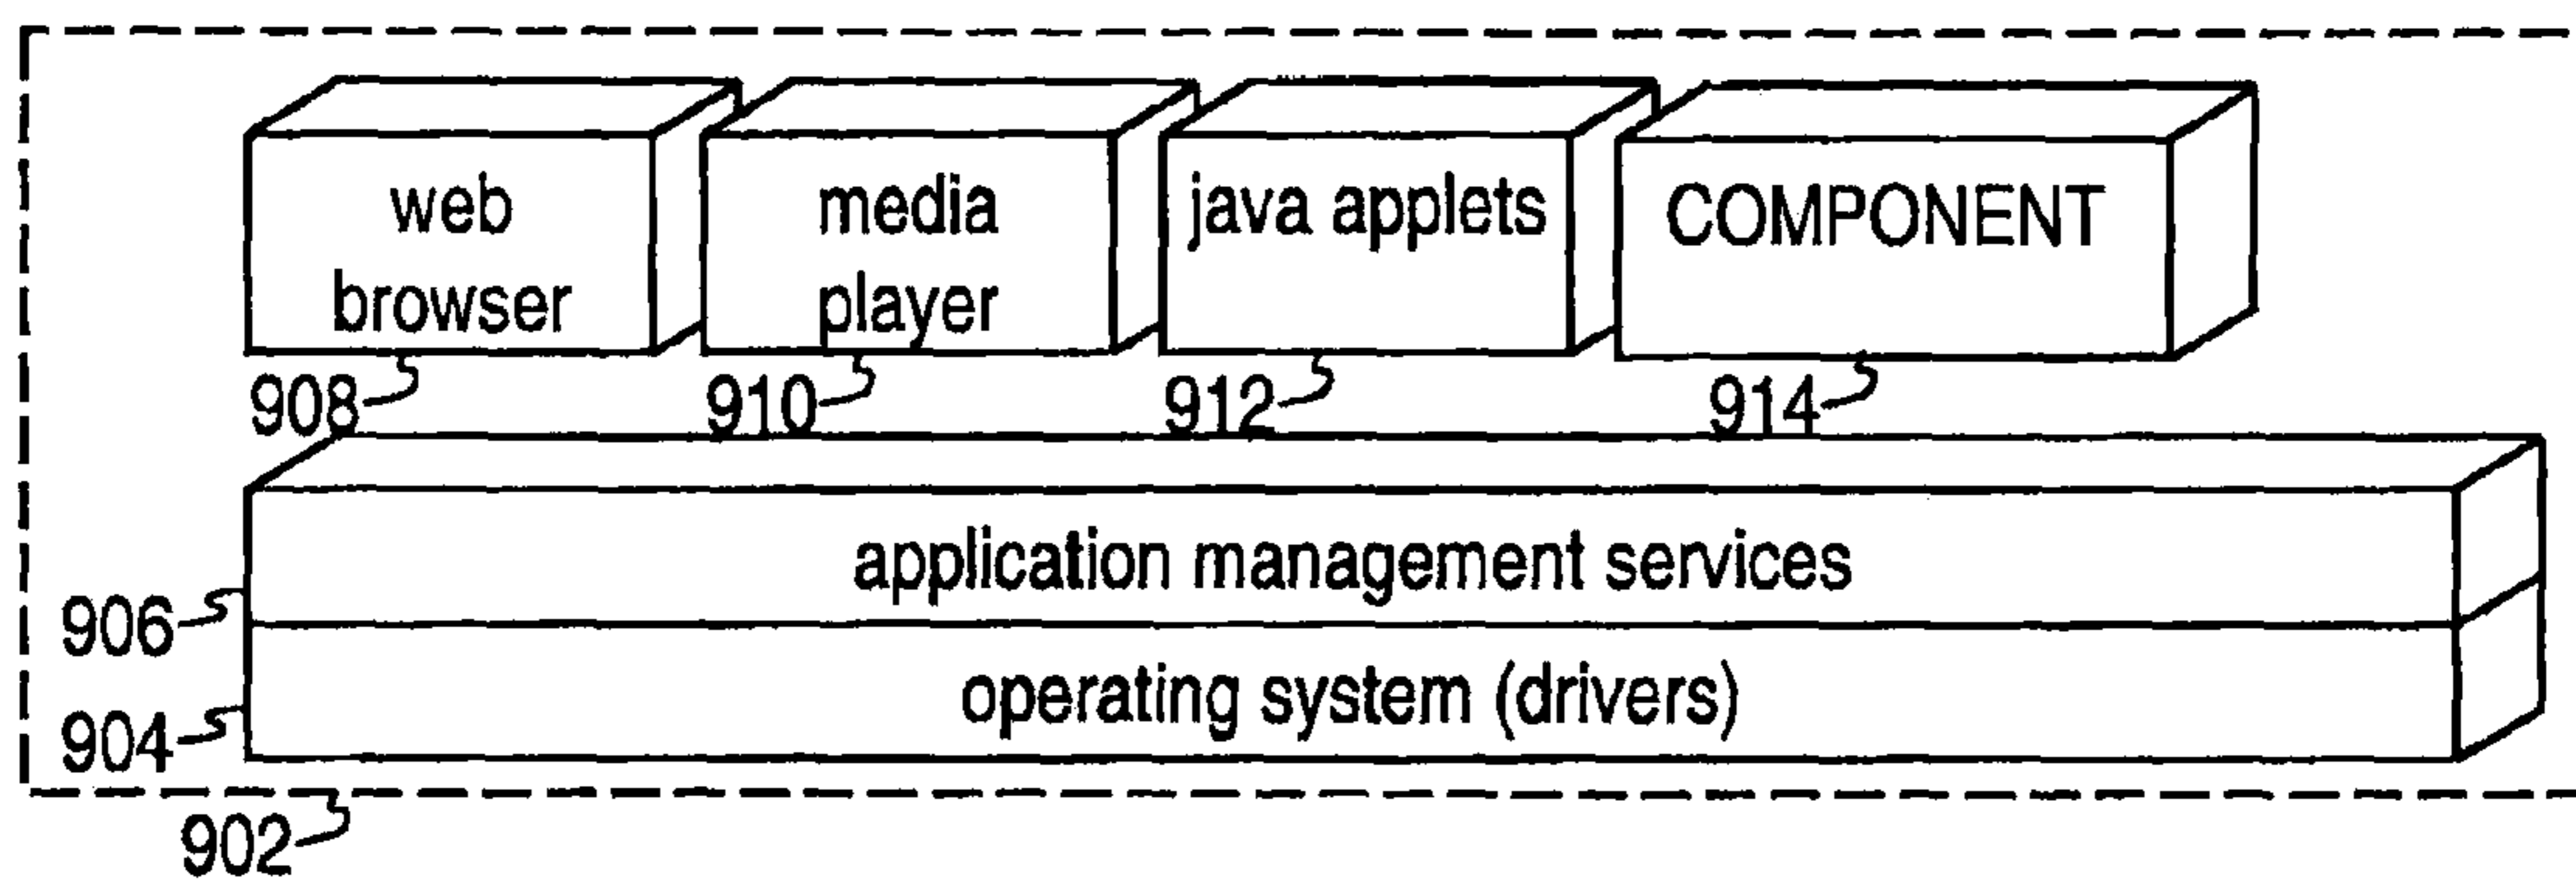 web
browser
media
player
java applets
COMPONENT
908
910
912
914
application management services
906
operating system (drivers)
904
902